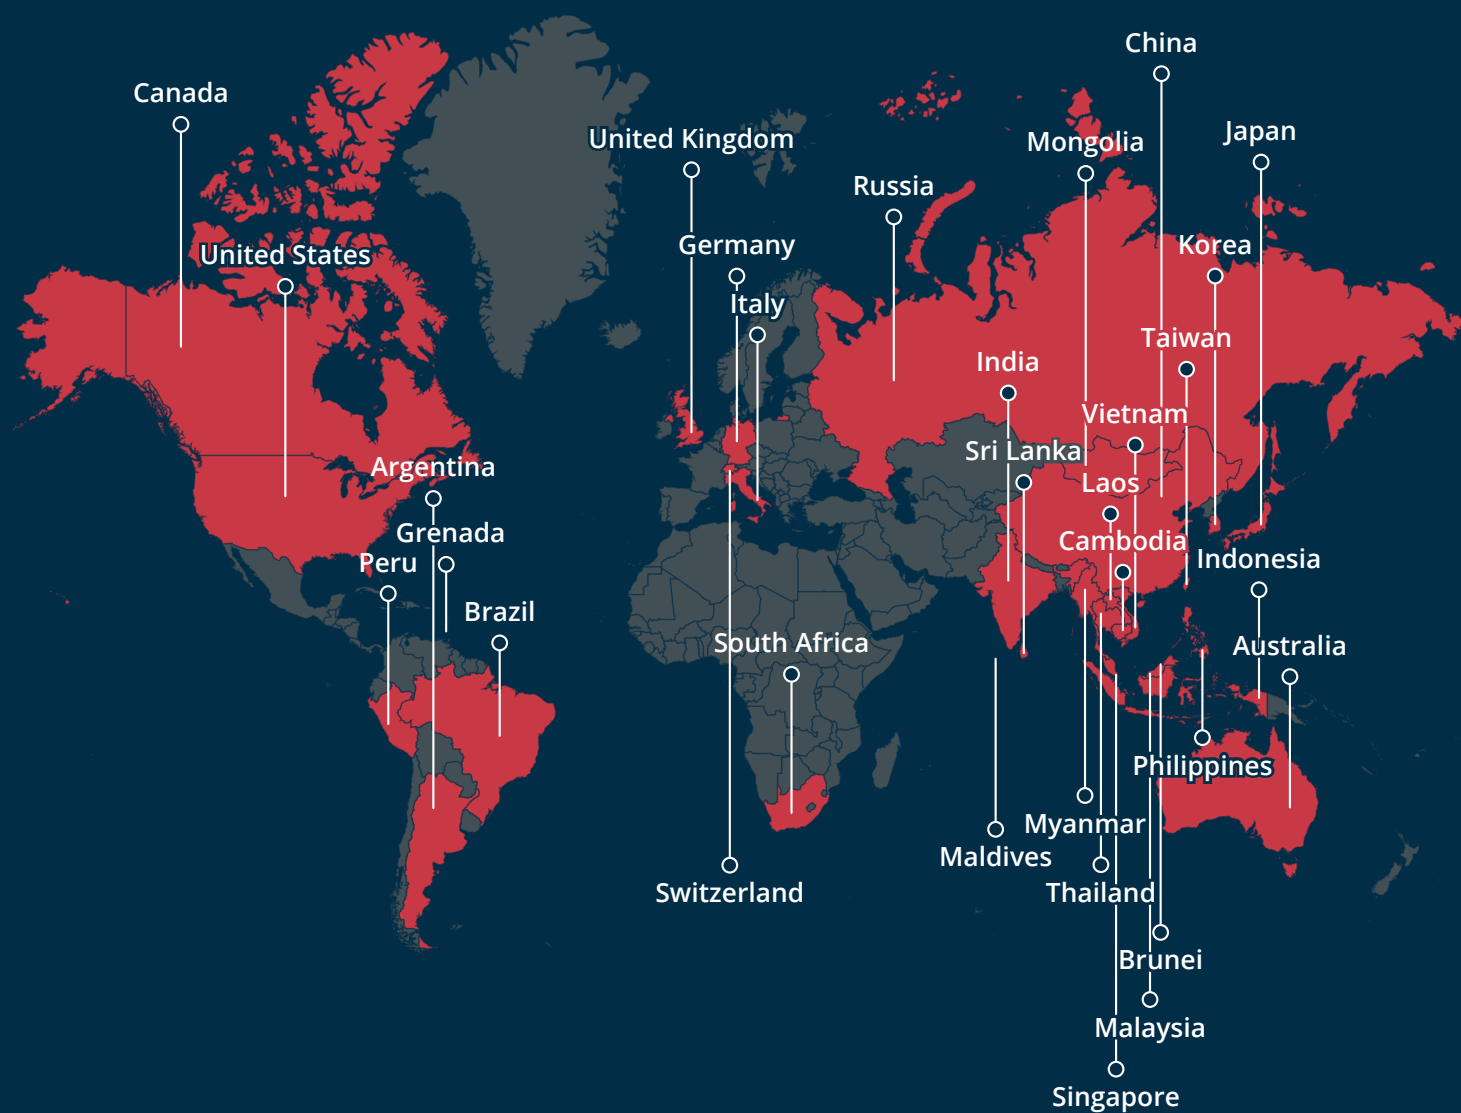 China
Canada
Japan
United Kingdom
Mongolia
Russia
Germany
Korea
United States
Italy
Taiwan
India
Vietnam
Sri Lanka
Argentina
Laos
Grenada
Cambodia
Peru
Indonesia
Brazil
South Africa
Australia
Philippines
Myanmar
Maldives
Switzerland
Thailand
Brunei
Malaysia
Singapore